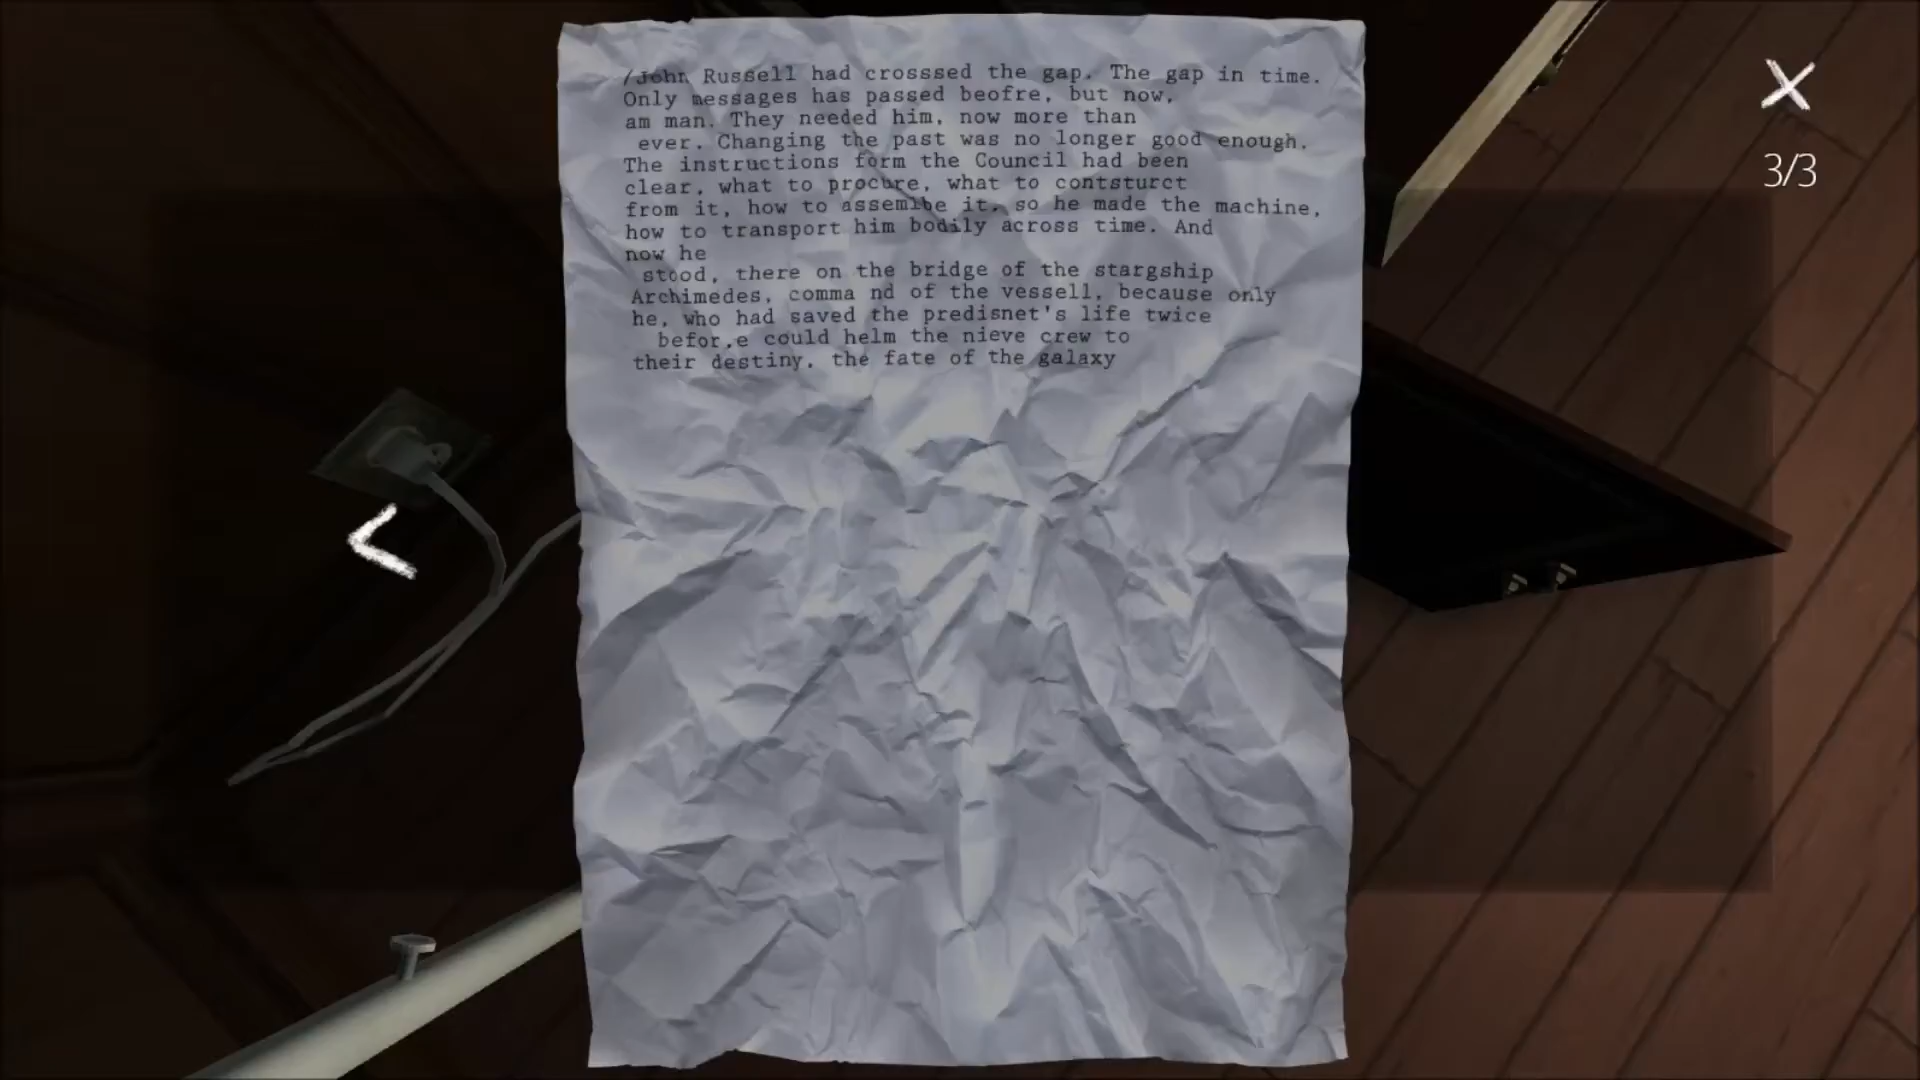 /John Russell had crosssed the gap. The gap in time.
Only messages has passed beofre, but now,
am man. They needed him, now more than
ever. Changing the past was no longer good enough.
The instructions form the Council had been
clear, what to procure, what to contsturct
from it, how to assemlbe it, so he made the machine,
how to transport him bodily across time. And
now he
stood, there on the bridge of the stargship
Archimedes, comma nd of the vessell, because only
he, who had saved the predisnet's life twice
befor,e could helm the nieve crew to
their destiny, the fate of the galaxy
3/3